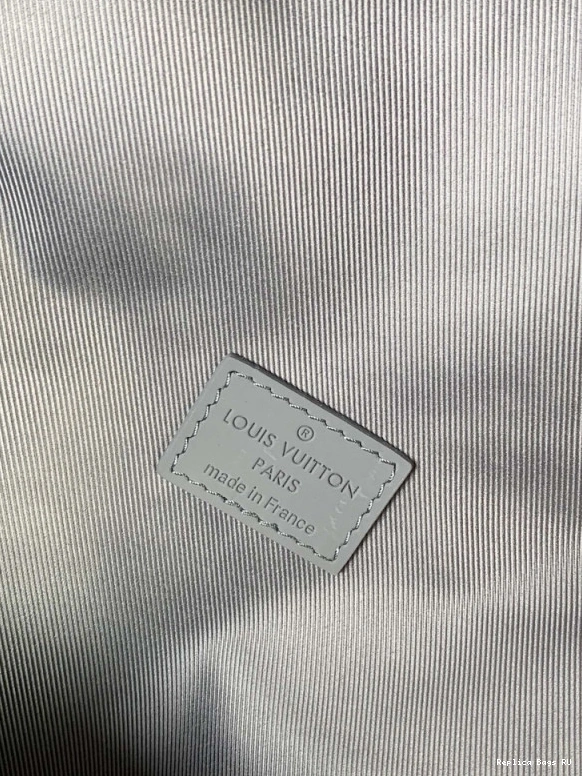 ®
LOUIS VUITTON
PARIS
made in France
Replica Bags RU